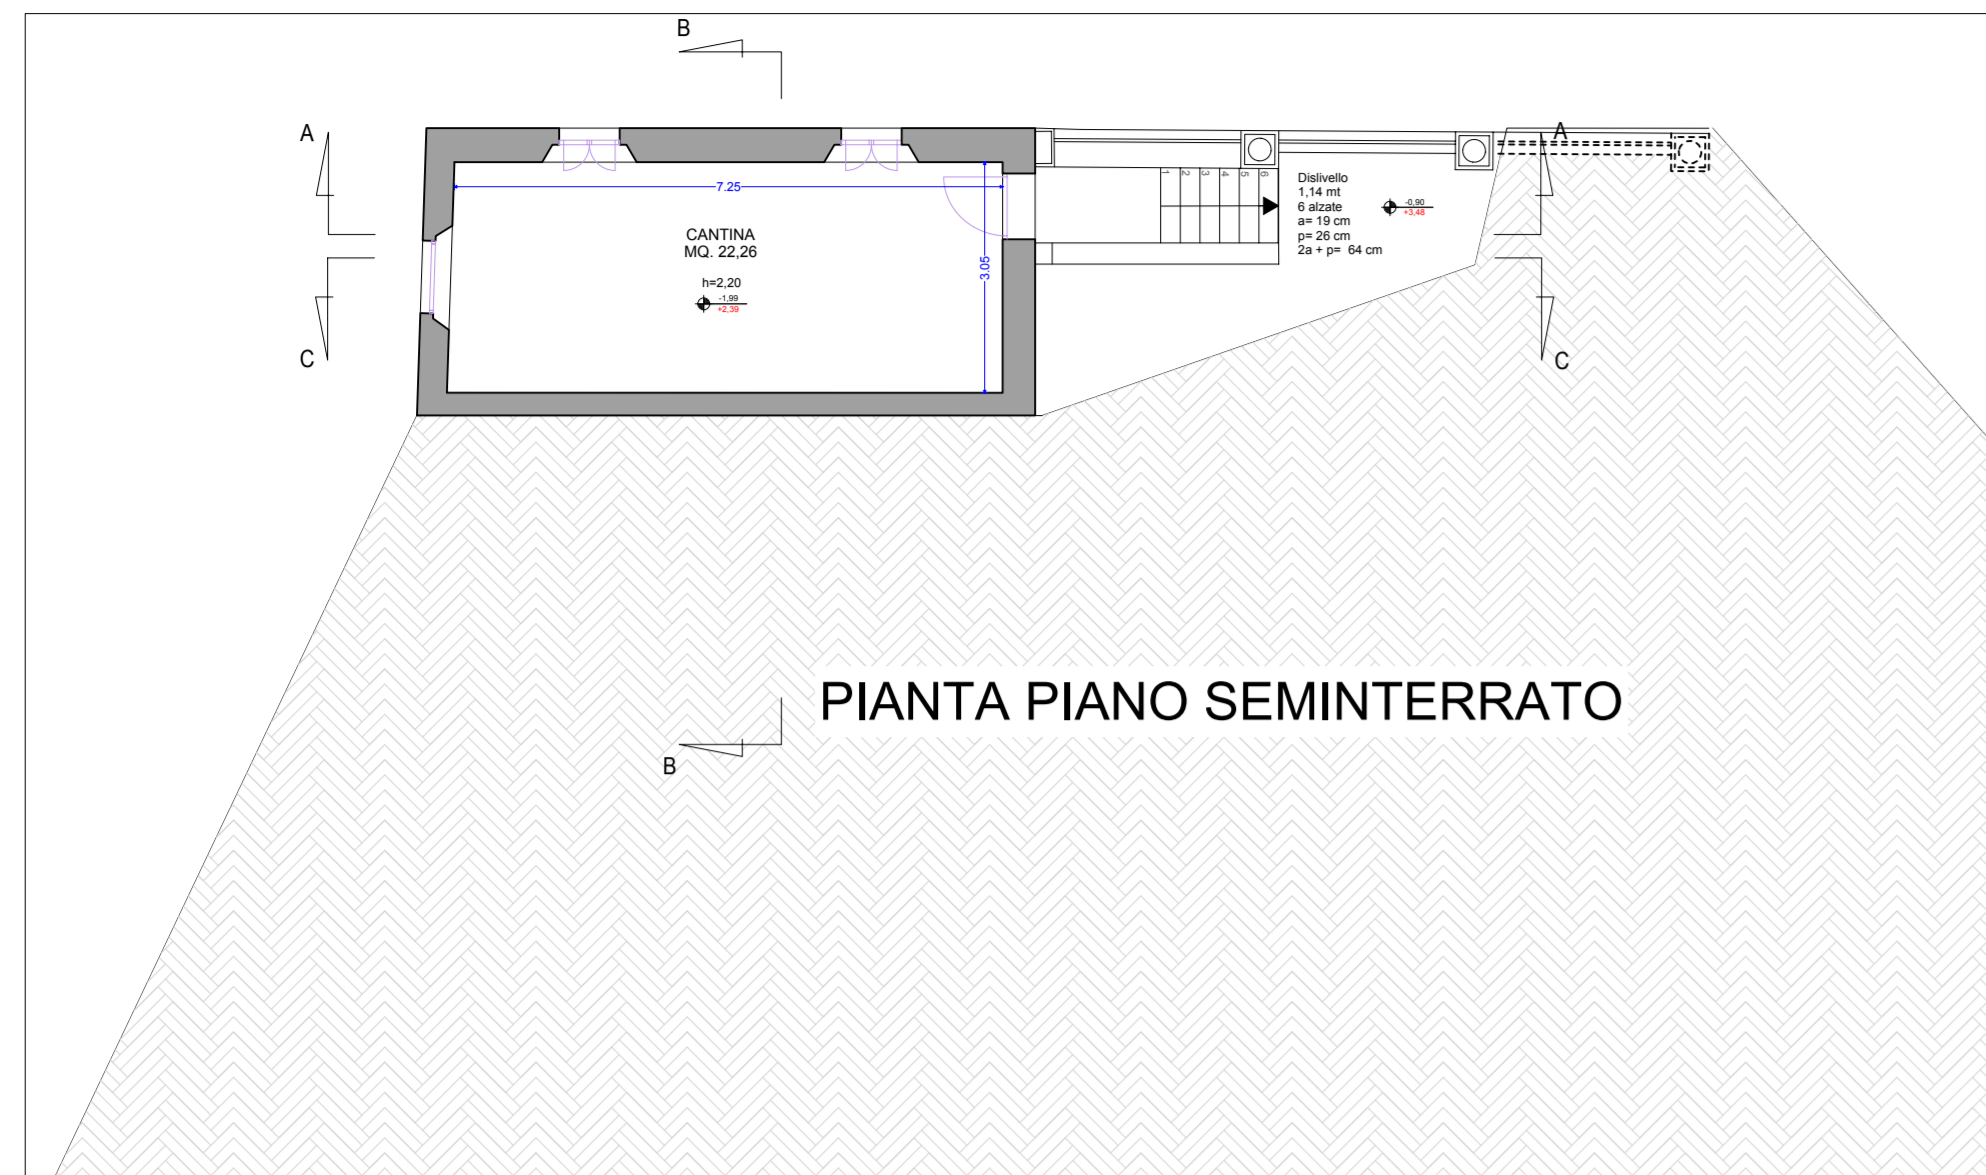 B
A
A
7.25
1
2
3
4
5
6
Dislivello
1,14 mt
6 alzate
a= 19 cm
p= 26 cm
2a + p= 64 cm
-0,90
+3,48
CANTINA
MQ. 22,26
h=2,20
-1,99
+2,39
3.05
C
C
PIANTA PIANO SEMINTERRATO
B